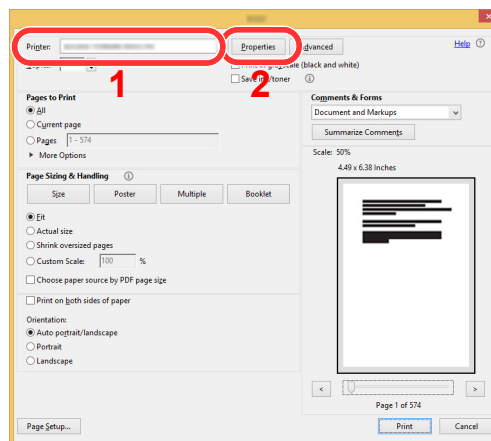 Printer:
Properties
Advanced
Help
1
2
Print in grayscale (black and white)
Save ink/toner
Pages to Print
All
Current page
Pages 1 - 574
More Options
Comments & Forms
Document and Markups
Summarize Comments
Scale: 50%
4.49 x 6.38 Inches
Page Sizing & Handling
Size
Poster
Multiple
Booklet
Fit
Actual size
Shrink oversized pages
Custom Scale: 100 %
Choose paper source by PDF page size
Print on both sides of paper
Orientation:
Auto portrait/landscape
Portrait
Landscape
<
>
Page 1 of 574
Page Setup...
Print
Cancel